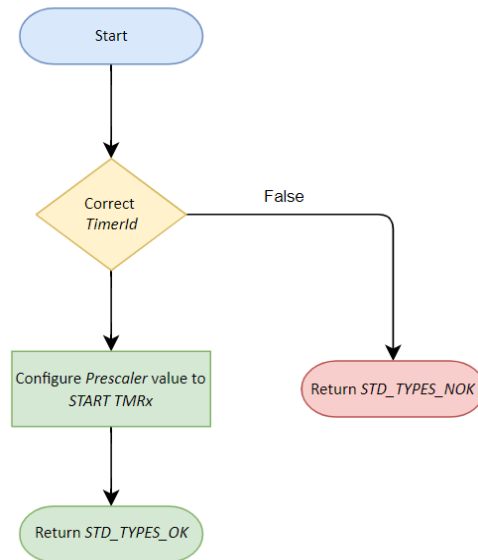 Start
Correct
TimerId
False
Configure Prescaler value to
START TMRx
Return STD_TYPES_NOK
Return STD_TYPES_OK